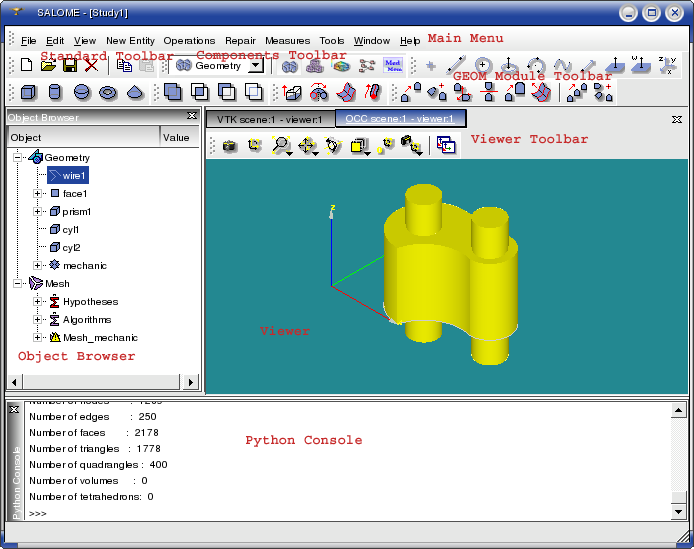 SALOME - [Study1]
File Edit View New Entity Operations Repair Measures Tools Window Help Main Menu
Standard Toolbar Components Toolbar
Geometry
GEOM Module Toolbar
Object Browser
VTK scene:1 - viewer:1 OCC scene:1 - viewer:1
Object Value
Viewer Toolbar
Geometry
wire1
face1
prism1
cyl1
cyl2
mechanic
Mesh
Hypotheses
Algorithms
Mesh_mechanic
z
Viewer
Object Browser
Number of edges : 250
Number of faces : 2178
Number of triangles : 1778
Number of quadrangles : 400
Number of volumes : 0
Number of tetrahedrons: 0
>>>
Python Console
Python Console